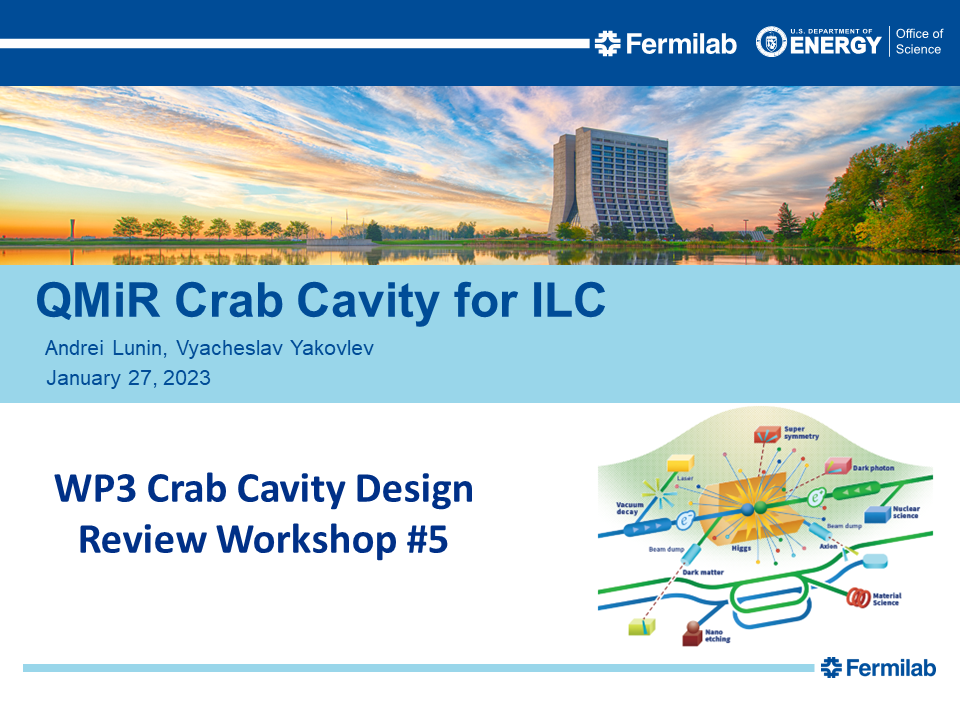 Fermilab
U.S. DEPARTMENT OF
ENERGY
Office of
Science
QMiR Crab Cavity for ILC
Andrei Lunin, Vyacheslav Yakovlev
January 27, 2023
WP3 Crab Cavity Design
Review Workshop #5
Super
symmetry
Dark photon
Laser
Vacuum
decay
e-
e+
Nuclear
science
Beam dump
Beam dump
Higgs
Axion
Dark matter
Material
Science
Nano
etching
Fermilab